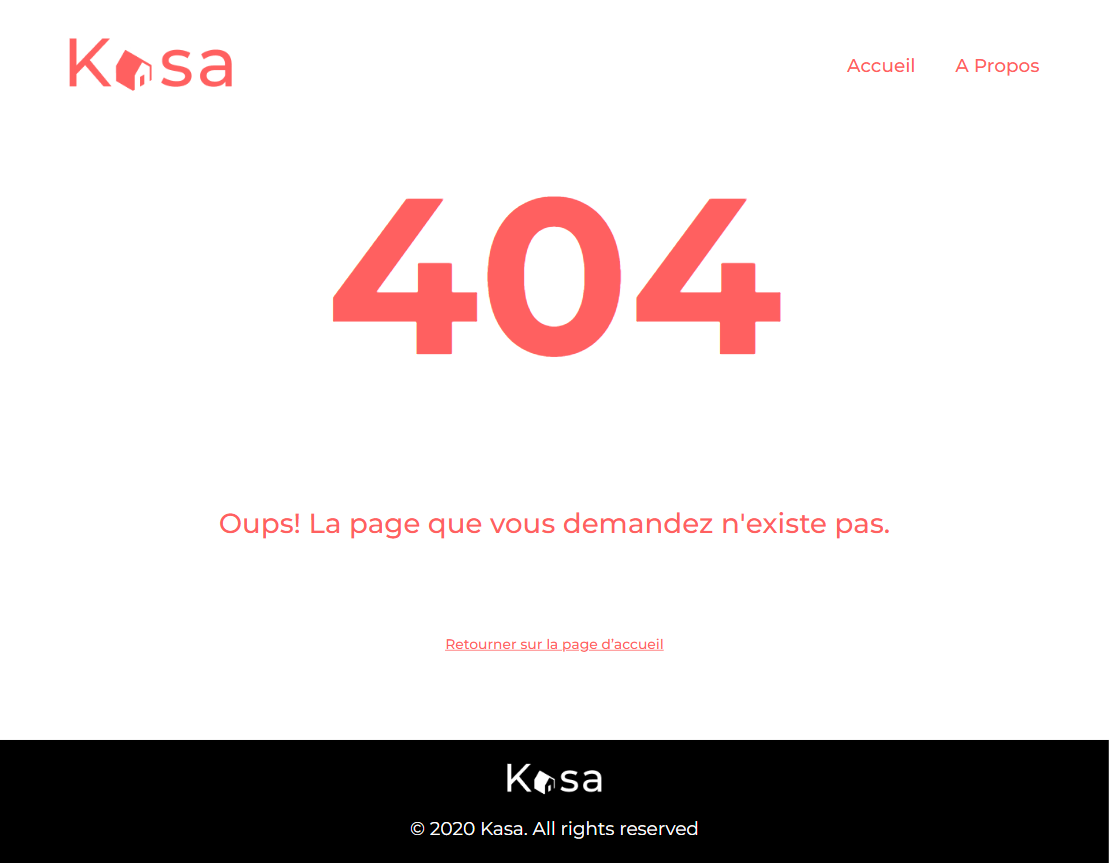 Kasa
Accueil A Propos
404
Oups! La page que vous demandez n'existe pas.
Retourner sur la page d’accueil
Kasa
© 2020 Kasa. All rights reserved